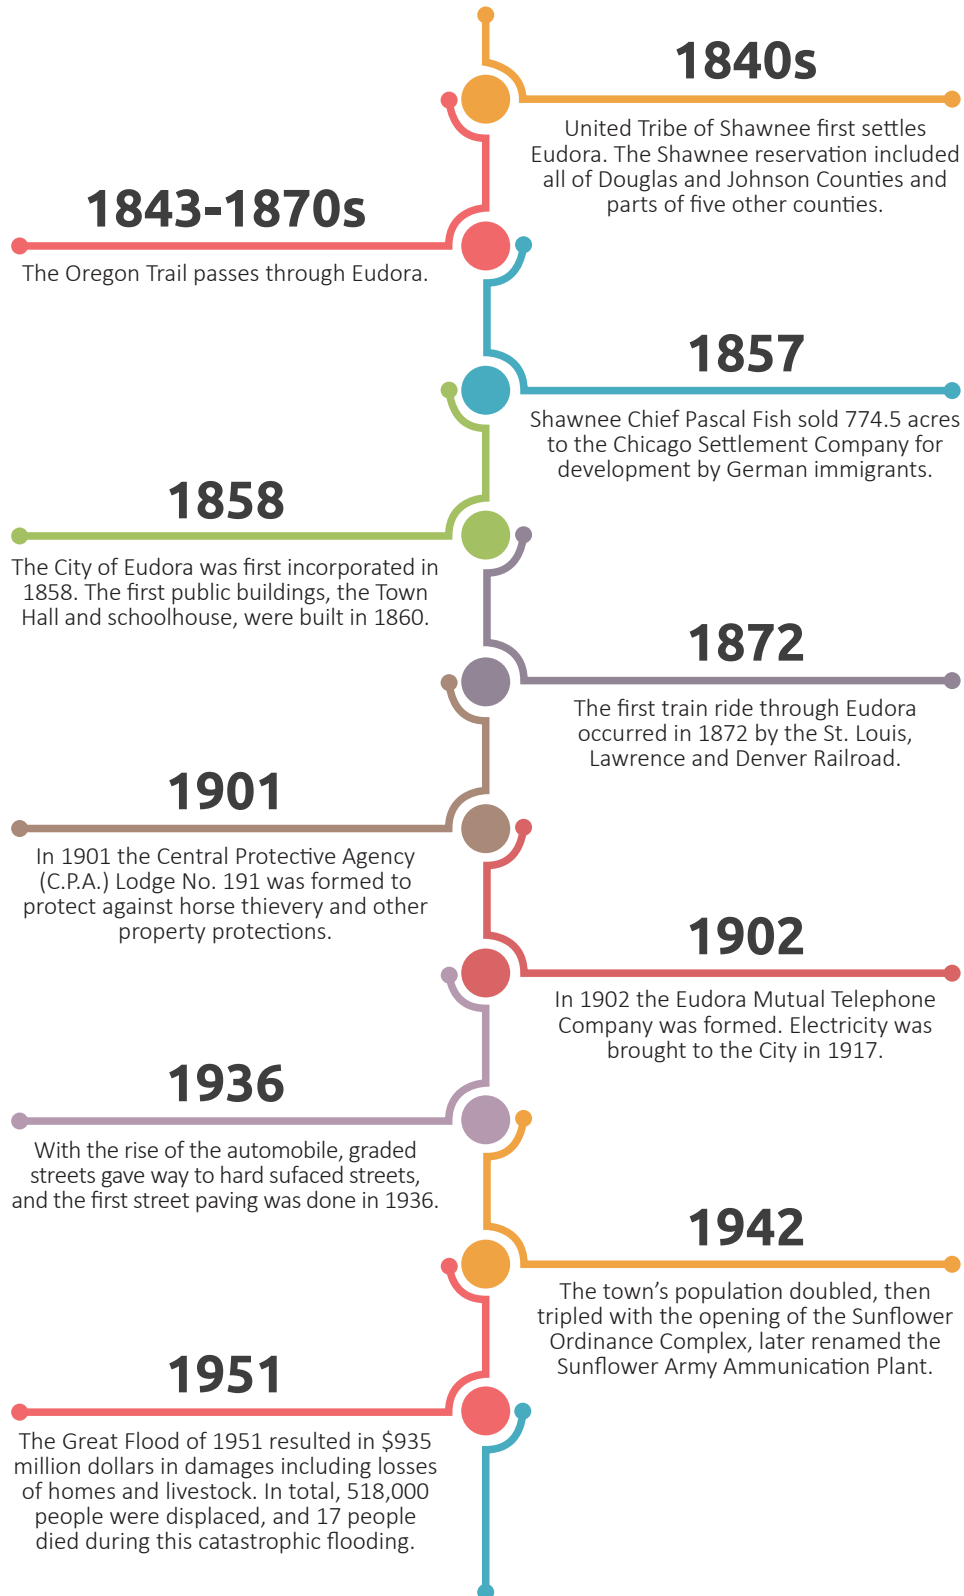 1840s
United Tribe of Shawnee first settles
Eudora. The Shawnee reservation included
all of Douglas and Johnson Counties and
parts of five other counties.
1843-1870s
The Oregon Trail passes through Eudora.
1857
Shawnee Chief Pascal Fish sold 774.5 acres
to the Chicago Settlement Company for
development by German immigrants.
1858
The City of Eudora was first incorporated in
1858. The first public buildings, the Town
Hall and schoolhouse, were built in 1860.
1872
The first train ride through Eudora
occurred in 1872 by the St. Louis,
Lawrence and Denver Railroad.
1901
In 1901 the Central Protective Agency
(C.P.A.) Lodge No. 191 was formed to
protect against horse thievery and other
property protections.
1902
In 1902 the Eudora Mutual Telephone
Company was formed. Electricity was
brought to the City in 1917.
1936
With the rise of the automobile, graded
streets gave way to hard sufaced streets,
and the first street paving was done in 1936.
1942
The town’s population doubled, then
tripled with the opening of the Sunflower
Ordinance Complex, later renamed the
Sunflower Army Ammunication Plant.
1951
The Great Flood of 1951 resulted in $935
million dollars in damages including losses
of homes and livestock. In total, 518,000
people were displaced, and 17 people
died during this catastrophic flooding.